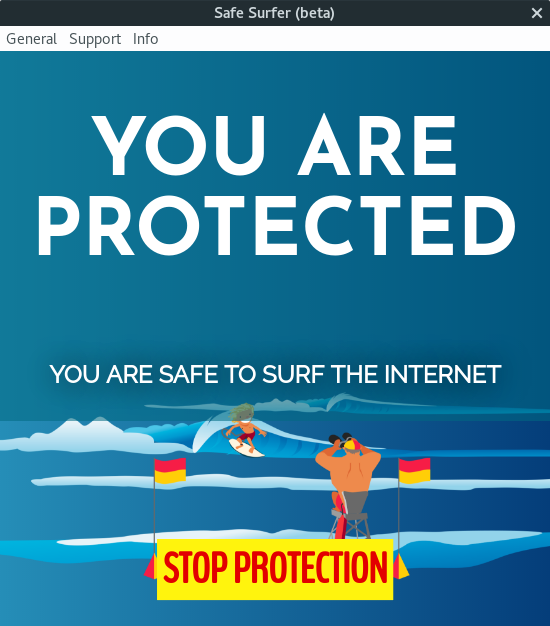 Safe Surfer (beta)
General Support Info
YOU ARE
PROTECTED
YOU ARE SAFE TO SURF THE INTERNET
STOP PROTECTION